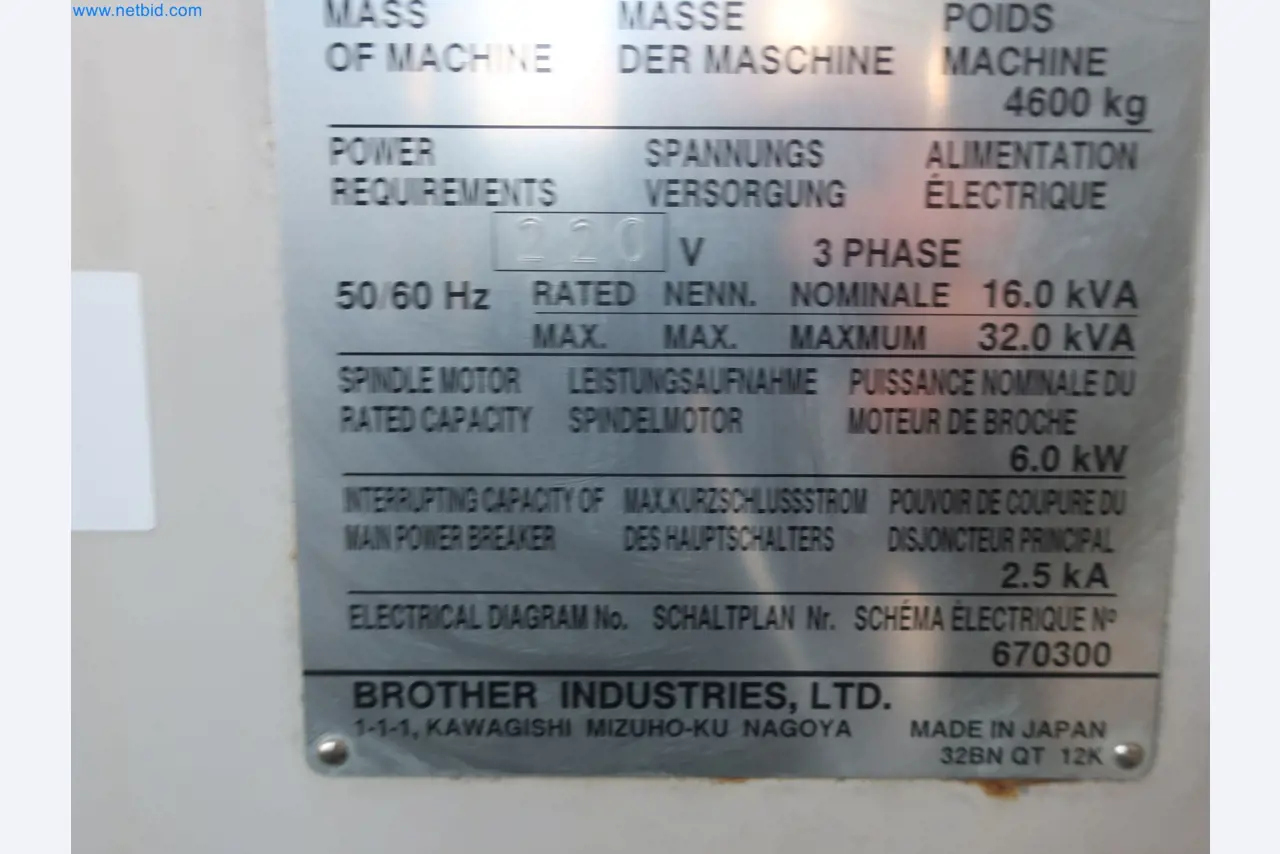 www.netbid.com
MASS MASSE POIDS
OF MACHINE DER MASCHINE MACHINE
4600 kg
POWER SPANNUNGS ALIMENTATION
REQUIREMENTS VERSORGUNG ÉLECTRIQUE
220 V 3 PHASE
50/60 Hz RATED NENN. NOMINALE 16.0 kVA
MAX. MAX. MAXMUM 32.0 kVA
SPINDLE MOTOR LEISTUNGSAUFNAHME PUISSANCE NOMINALE DU
RATED CAPACITY SPINDELMOTOR MOTEUR DE BROCHE
6.0 kW
INTERRUPTING CAPACITY OF MAX.KURZSCHLUSSSTROM POUVOIR DE COUPURE DU
MAIN POWER BREAKER DES HAUPTSCHALTERS DISJONCTEUR PRINCIPAL
2.5 kA
ELECTRICAL DIAGRAM No. SCHALTPLAN Nr. SCHÉMA ÉLECTRIQUE Nº
670300
BROTHER INDUSTRIES, LTD.
1-1-1, KAWAGISHI MIZUHO-KU NAGOYA MADE IN JAPAN
32BN QT 12K